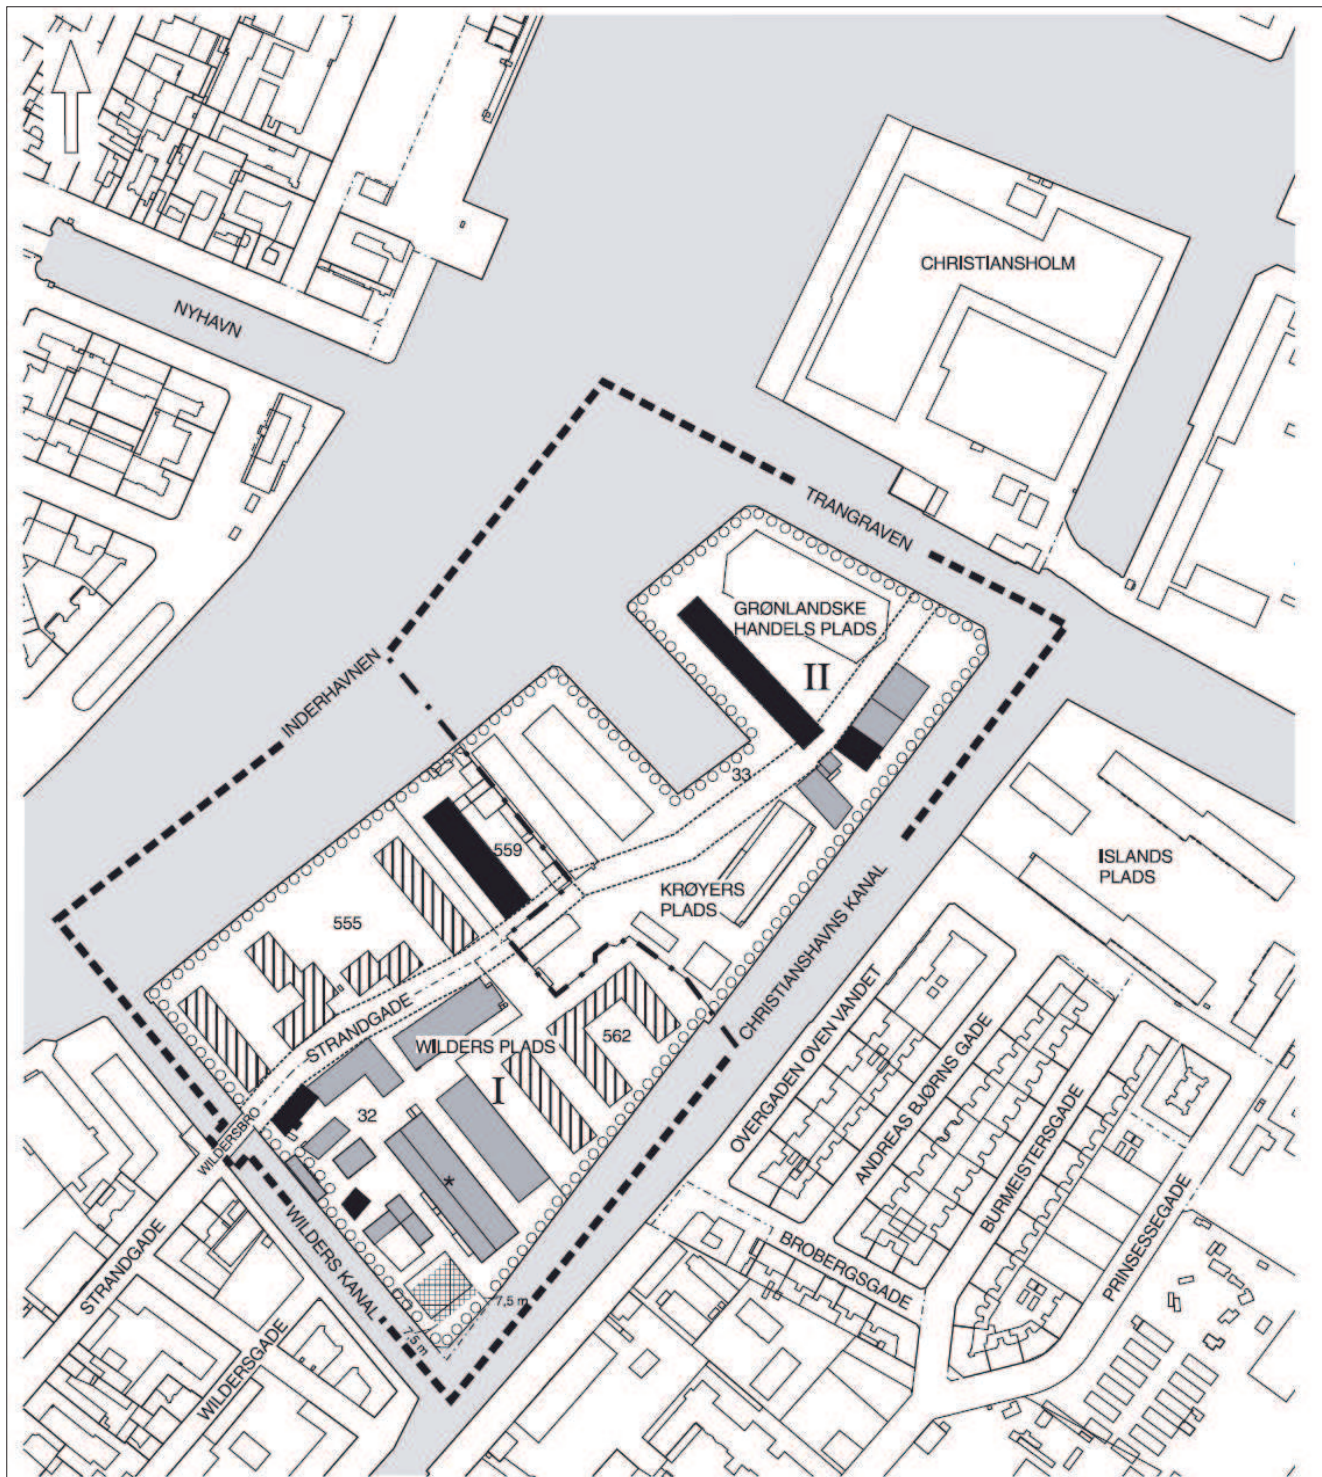 CHRISTIANSHOLM
NYHAVN
TRANGRAVEN
GRØNLANDSKE
HANDELS PLADS
II
INDERHAVNEN
33
559
ISLANDS
PLADS
KRØYERS
PLADS
555
CHRISTIANSHAVNS KANAL
OVERGADEN OVEN VANDET
STRANDGADE
WILDERS PLADS
562
ANDREAS BJØRNS GADE
I
32
WILDERSBRO
BURMEISTERSGADE
*
WILDERS KANAL
BROBERGSGADE
PRINSESSEGADE
STRANDGADE
7,5 m
7,5 m
WILDERSGADE